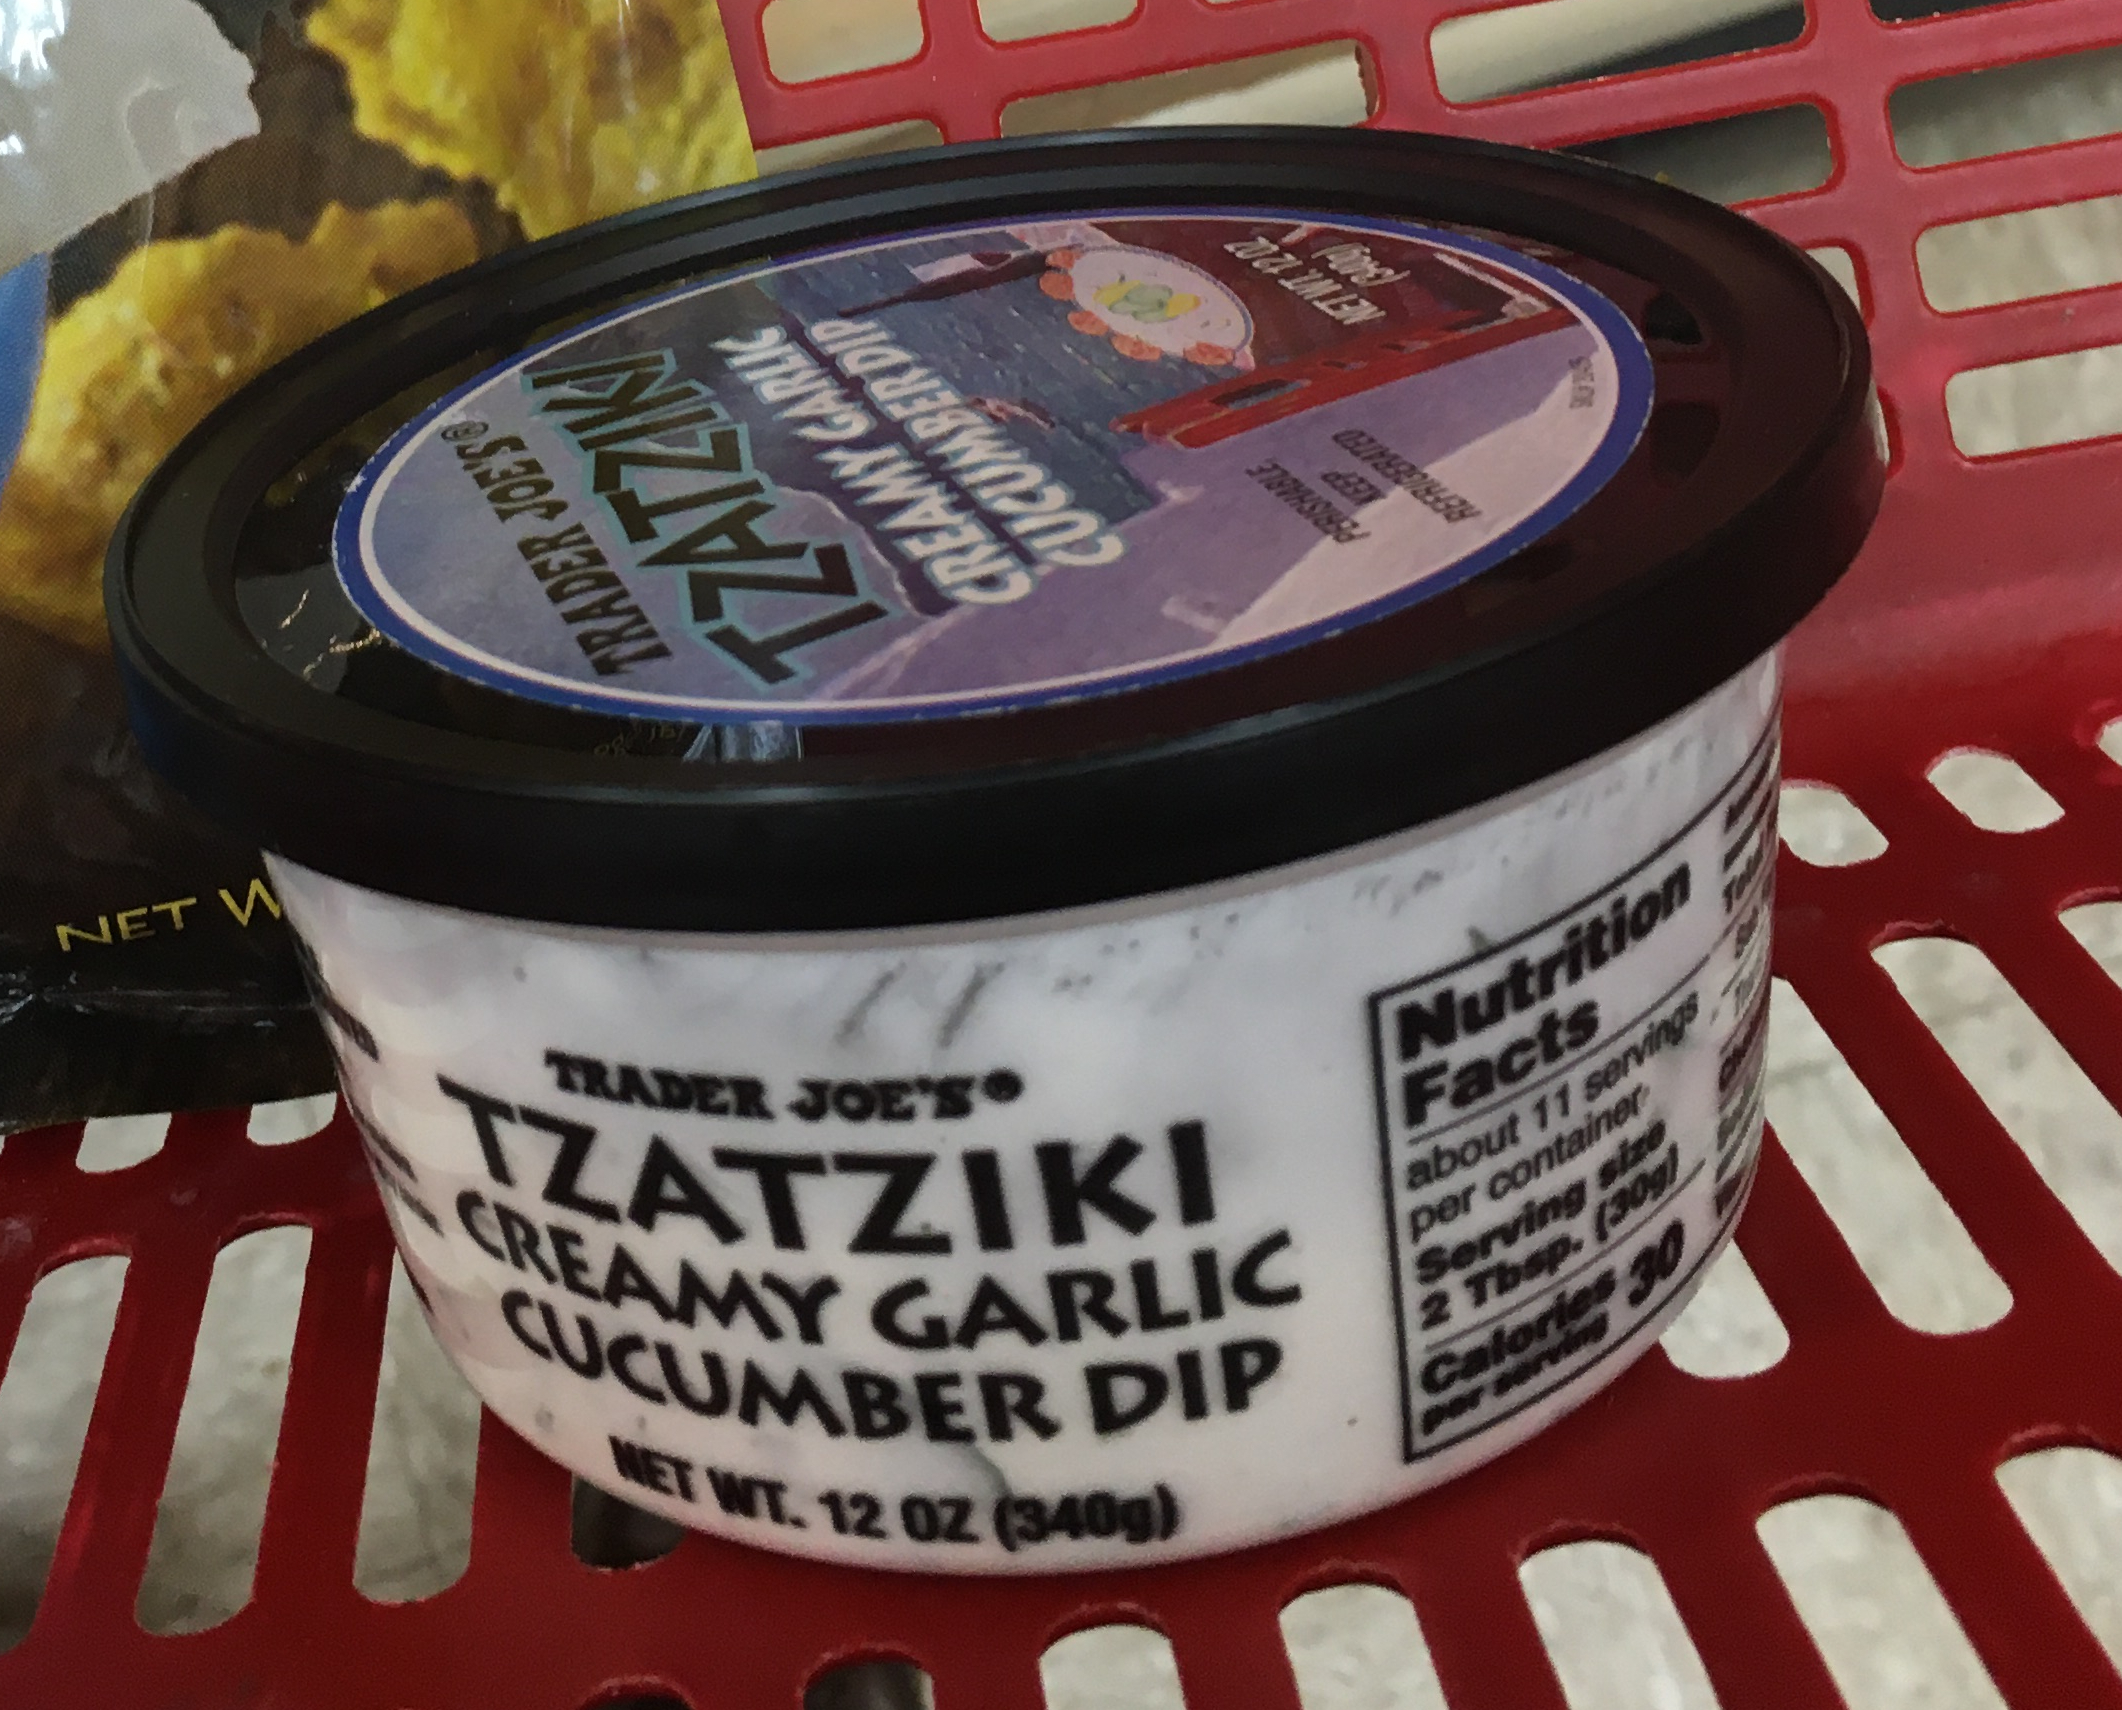 TRADER JOE'S®
TZATZIKI
CREAMY GARLIC
CUCUMBER DIP
NET WT. 12 OZ
(340g)
PERISHABLE,
KEEP
REFRIGERATED
NET
TRADER JOE'S®
TZATZIKI
CREAMY GARLIC
CUCUMBER DIP
NET WT. 12 OZ (340g)
Nutrition
Facts
about 11 servings
per container
Serving size
2 Tbsp. (30g)
Calories 30
per serving